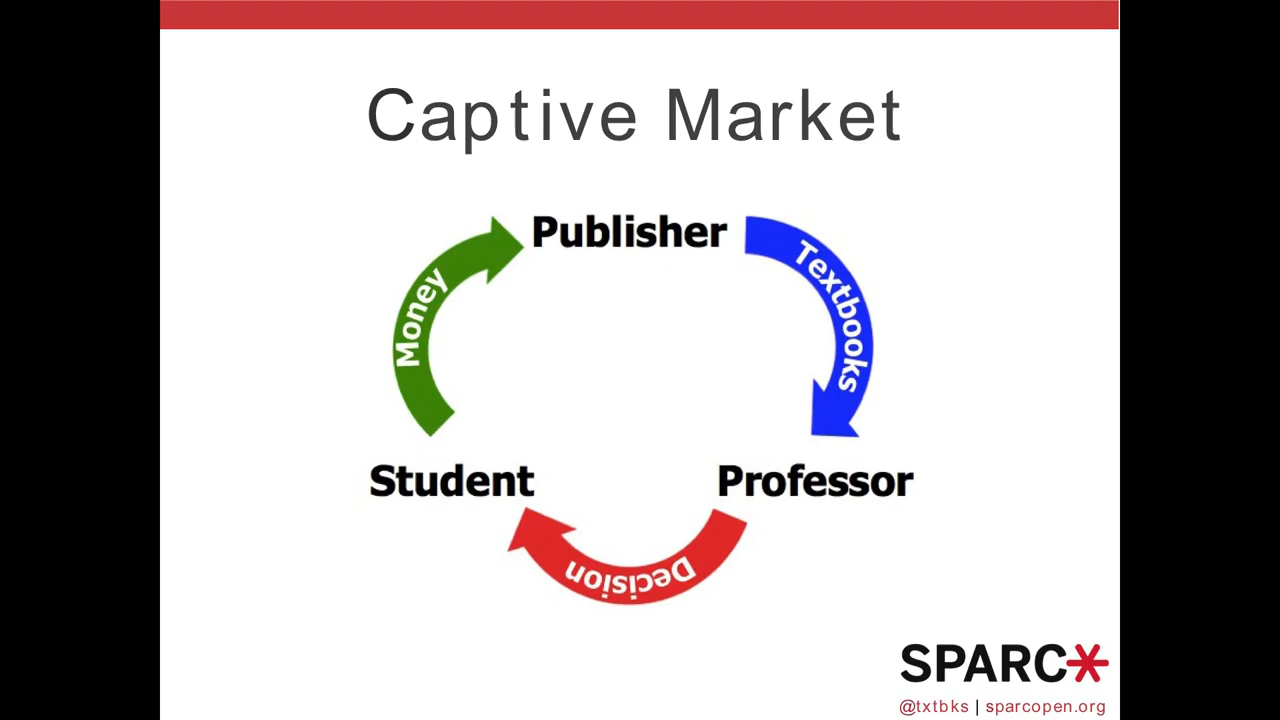 Captive Market
Publisher
Money
Textbooks
Student
Professor
Decision
SPARC
@txtbks | sparcopen.org